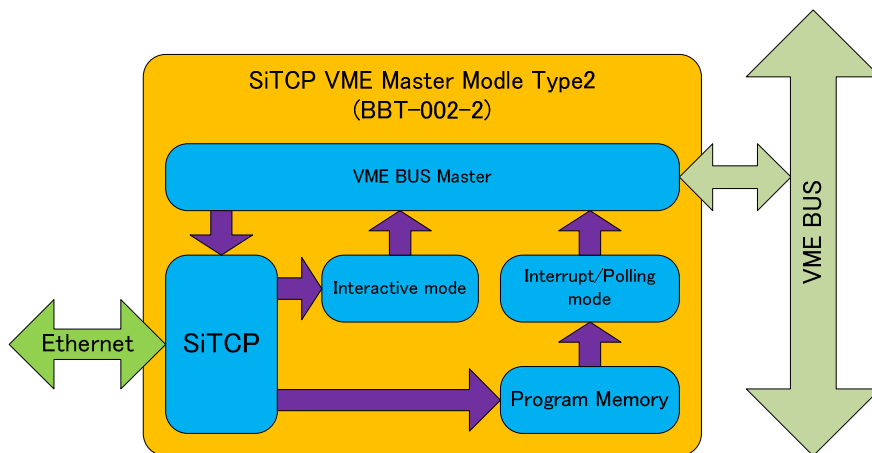 SiTCP VME Master Modle Type2
(BBT-002-2)
VME BUS Master
Interactive mode
Interrupt/Polling
mode
SiTCP
Ethernet
Program Memory
VME BUS